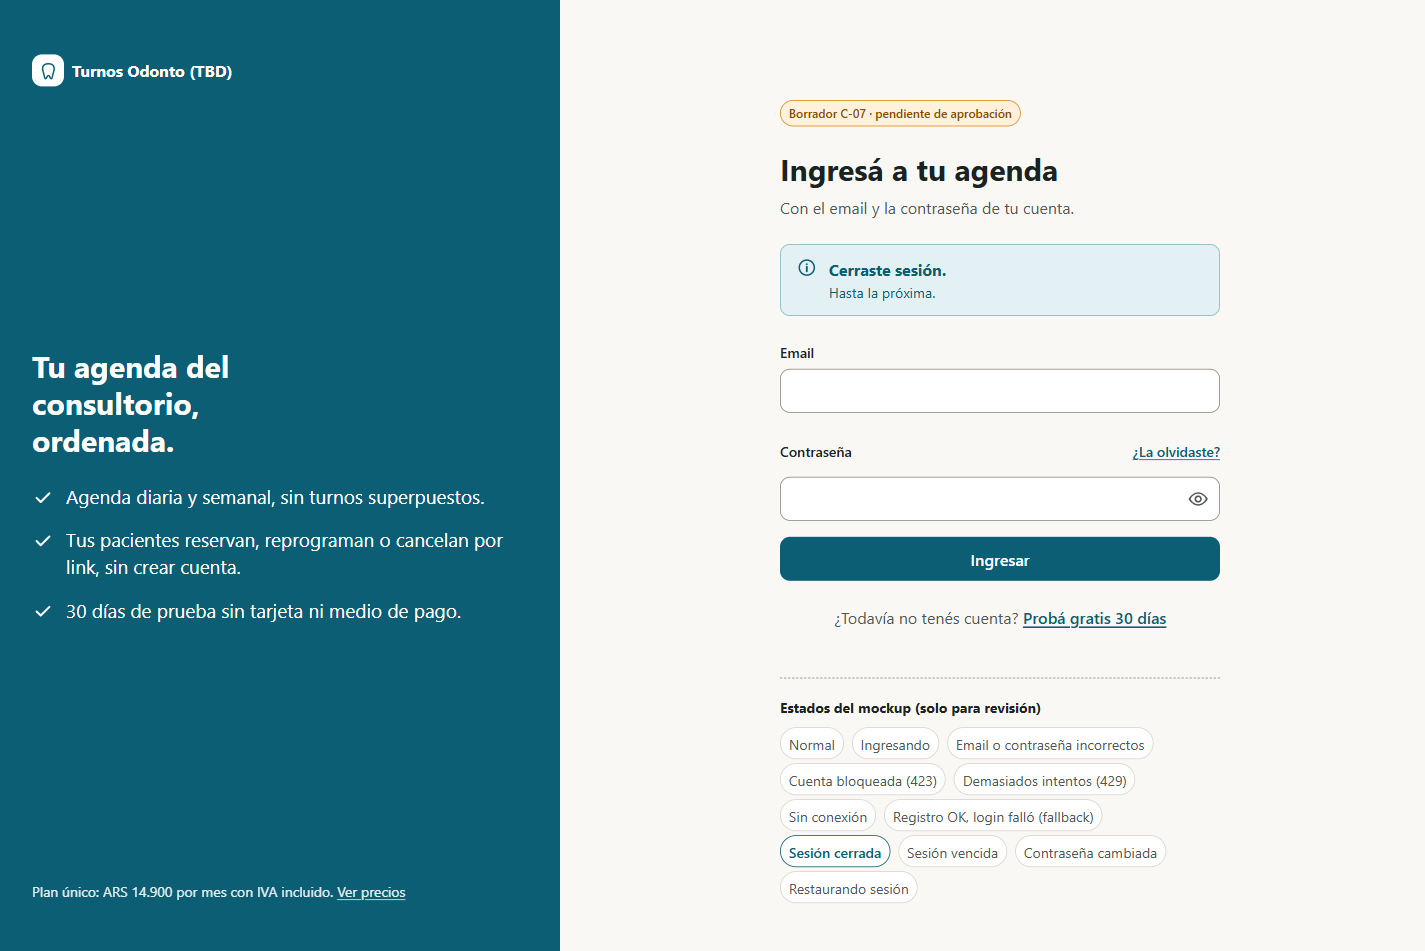 Turnos Odonto (TBD)
Tu agenda del
consultorio,
ordenada.
Agenda diaria y semanal, sin turnos superpuestos.
Tus pacientes reservan, reprograman o cancelan por
link, sin crear cuenta.
30 días de prueba sin tarjeta ni medio de pago.
Plan único: ARS 14.900 por mes con IVA incluido. Ver precios
Borrador C-07 · pendiente de aprobación
Ingresá a tu agenda
Con el email y la contraseña de tu cuenta.
Cerraste sesión.
Hasta la próxima.
Email
Contraseña ¿La olvidaste?
Ingresar
¿Todavía no tenés cuenta? Probá gratis 30 días
Estados del mockup (solo para revisión)
Normal Ingresando Email o contraseña incorrectos
Cuenta bloqueada (423) Demasiados intentos (429)
Sin conexión Registro OK, login falló (fallback)
Sesión cerrada Sesión vencida Contraseña cambiada
Restaurando sesión